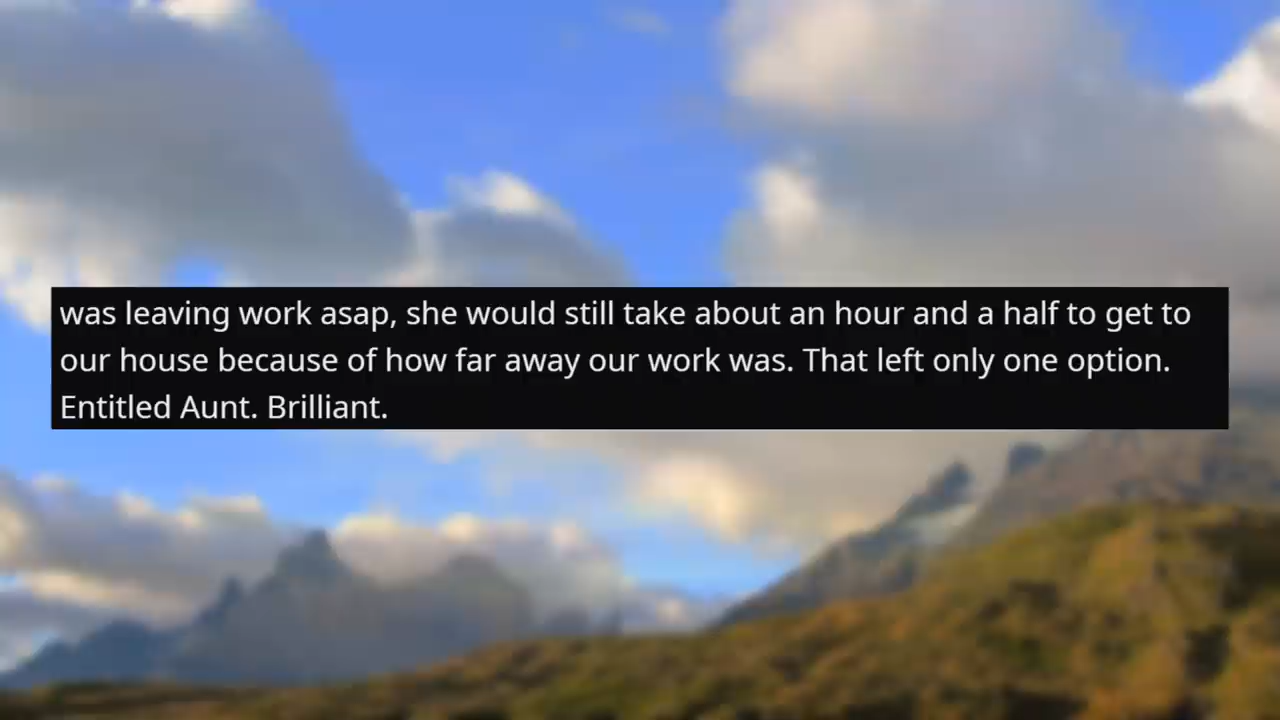 was leaving work asap, she would still take about an hour and a half to get to
our house because of how far away our work was. That left only one option.
Entitled Aunt. Brilliant.